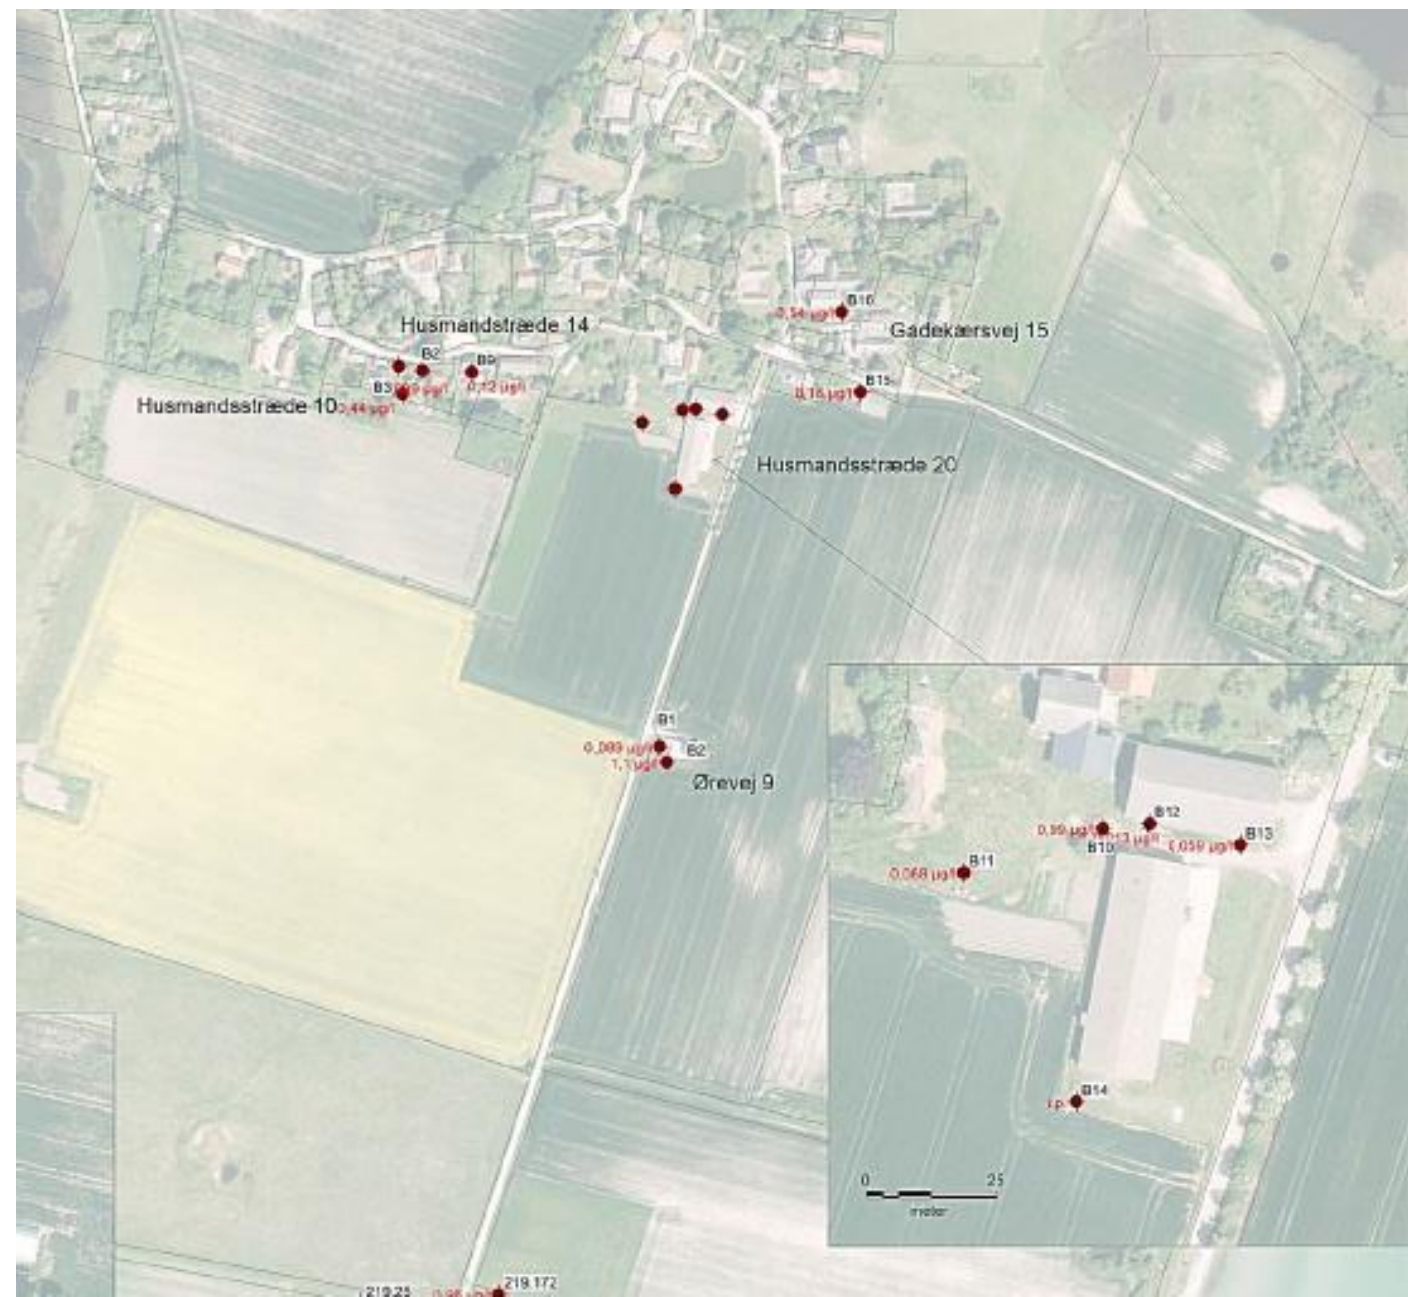 B16
0,54 µg/l
Gadekærsvej 15
Husmandstræde 14
B2
B9
0,12 µg/l
B3
0,44 µg/l
Husmandsstræde 10
B15
0,16 µg/l
Husmandsstræde 20
B1
0,089 µg/l
B2
1,1 µg/l
Ørevej 9
B12
0,99 µg/l
B10
B13
0,059 µg/l
B11
0,068 µg/l
B14
i.p.
0 25
meter
219.25
219.172